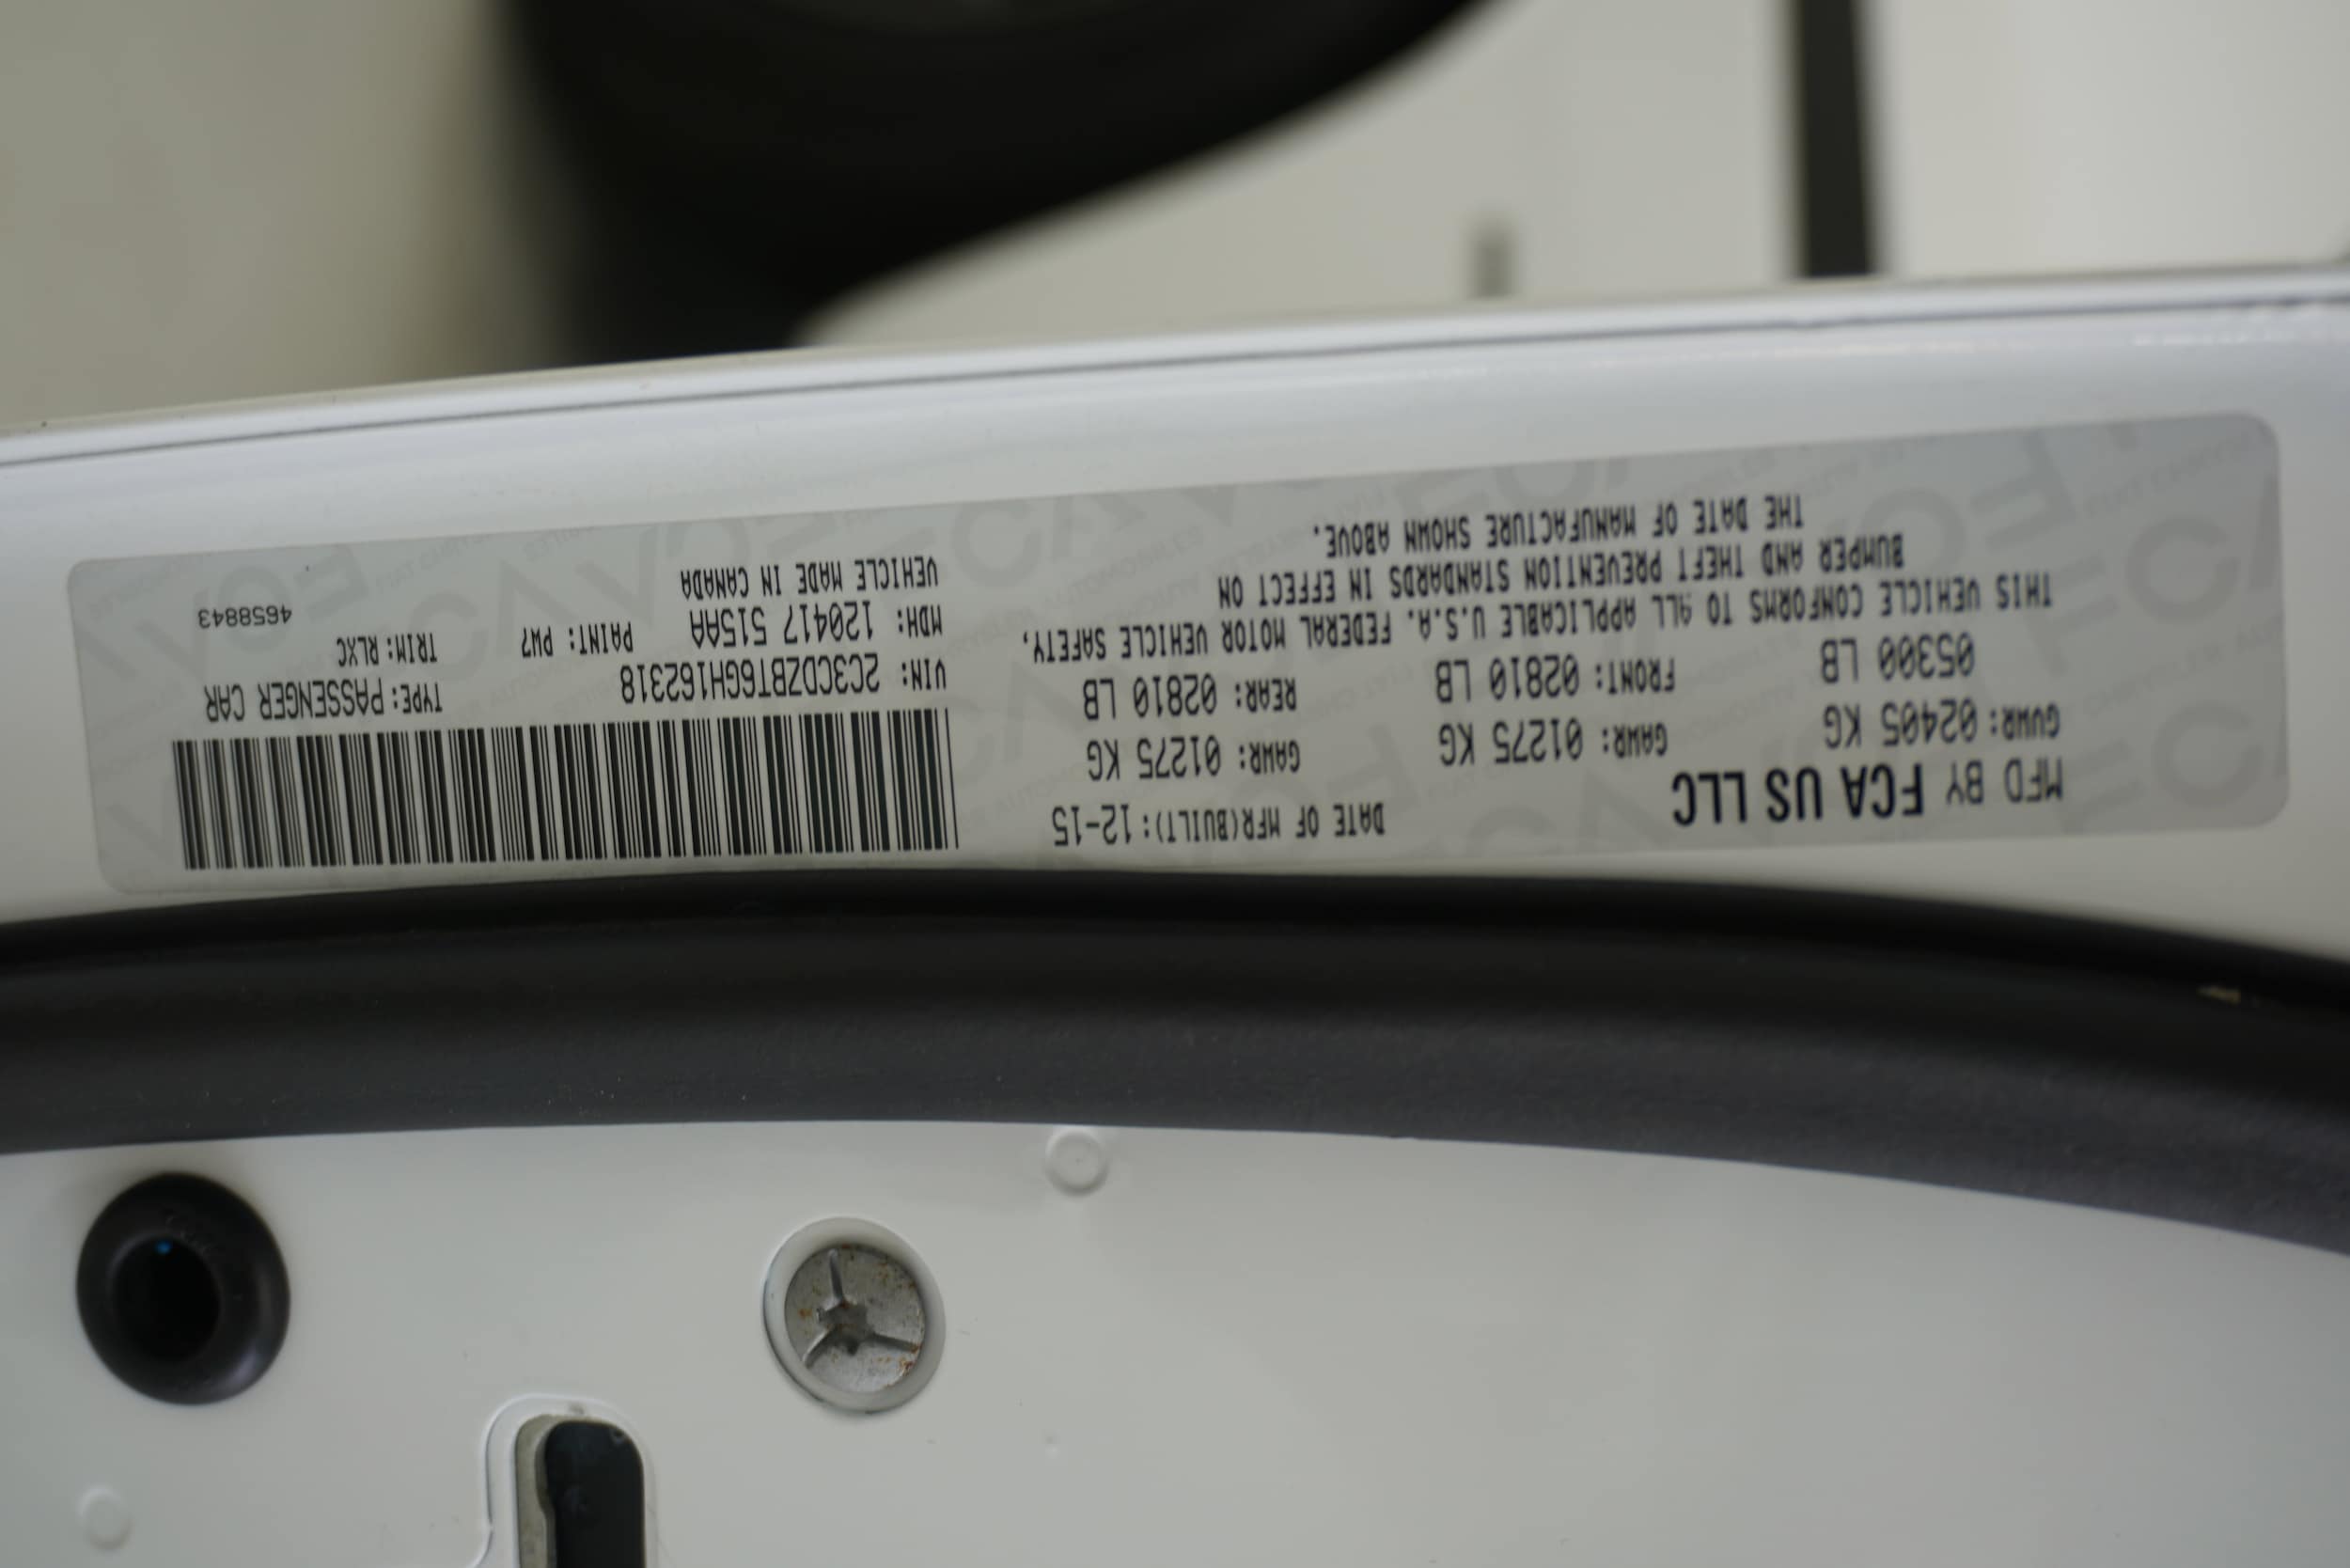 MFD BY FCA US LLC
DATE OF MFR(BUILT):12-15
GVWR: 02405 KG
GAWR: 01275 KG
GAWR: 01275 KG
05300 LB
FRONT: 02810 LB
REAR: 02810 LB
THIS VEHICLE CONFORMS TO ALL APPLICABLE U.S.A. FEDERAL MOTOR VEHICLE SAFETY,
BUMPER AND THEFT PREVENTION STANDARDS IN EFFECT ON
THE DATE OF MANUFACTURE SHOWN ABOVE.
VIN: 2C3CDZBT6GH162318
TYPE: PASSENGER CAR
MDH: 120417 515AA
PAINT: PW7
TRIM: RLXC
VEHICLE MADE IN CANADA
4658843